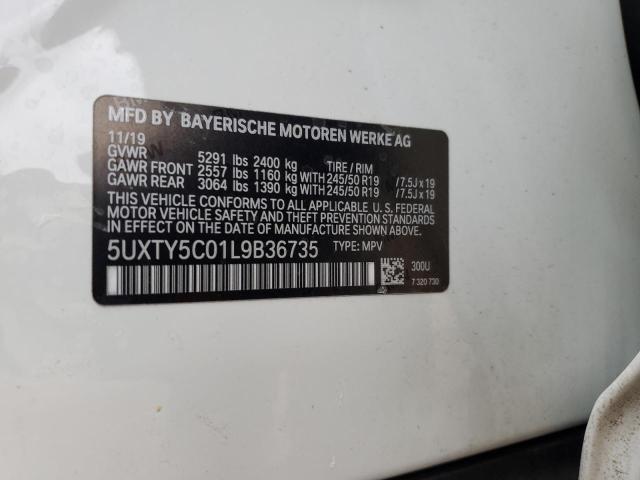 MFD BY BAYERISCHE MOTOREN WERKE AG
11/19
GVWR 5291 lbs 2400 kg TIRE / RIM
GAWR FRONT 2557 lbs 1160 kg WITH 245/50 R19 /7.5J x 19
GAWR REAR 3064 lbs 1390 kg WITH 245/50 R19 /7.5J x 19
THIS VEHICLE CONFORMS TO ALL APPLICABLE FEDERAL
MOTOR VEHICLE SAFETY, BUMPER, AND THEFT PREVENTION STANDARDS
IN EFFECT ON THE DATE OF MANUFACTURE SHOWN ABOVE.
5UXTY5C01L9B36735 TYPE: MPV
300U
7 320 730